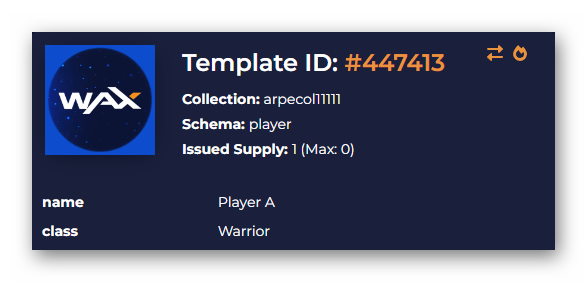 WAX
Template ID: #447413
Collection: arpecol11111
Schema: player
Issued Supply: 1 (Max: 0)
name Player A
class Warrior